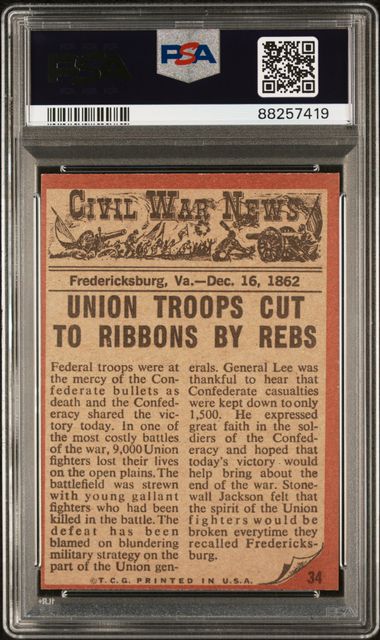 PSA
PSA
88257419
CIVIL WAR NEWS
Fredericksburg, Va.—Dec. 16, 1862
UNION TROOPS CUT
TO RIBBONS BY REBS
Federal troops were at
the mercy of the Con-
federate bullets as
death and the Confed-
eracy shared the vic-
tory today. In one of
the most costly battles
of the war, 9,000 Union
fighters lost their lives
on the open plains. The
battlefield was strewn
with young gallant
fighters who had been
killed in the battle. The
defeat has been
blamed on blundering
military strategy on the
part of the Union gen-
erals. General Lee was
thankful to hear that
Confederate casualties
were kept down to only
1,500. He expressed
great faith in the sol-
diers of the Confed-
eracy and hoped that
today's victory would
help bring about the
end of the war. Stone-
wall Jackson felt that
the spirit of the Union
fighters would be
broken everytime they
recalled Fredericks-
burg.
©T.C.G. PRINTED IN U.S.A.
34